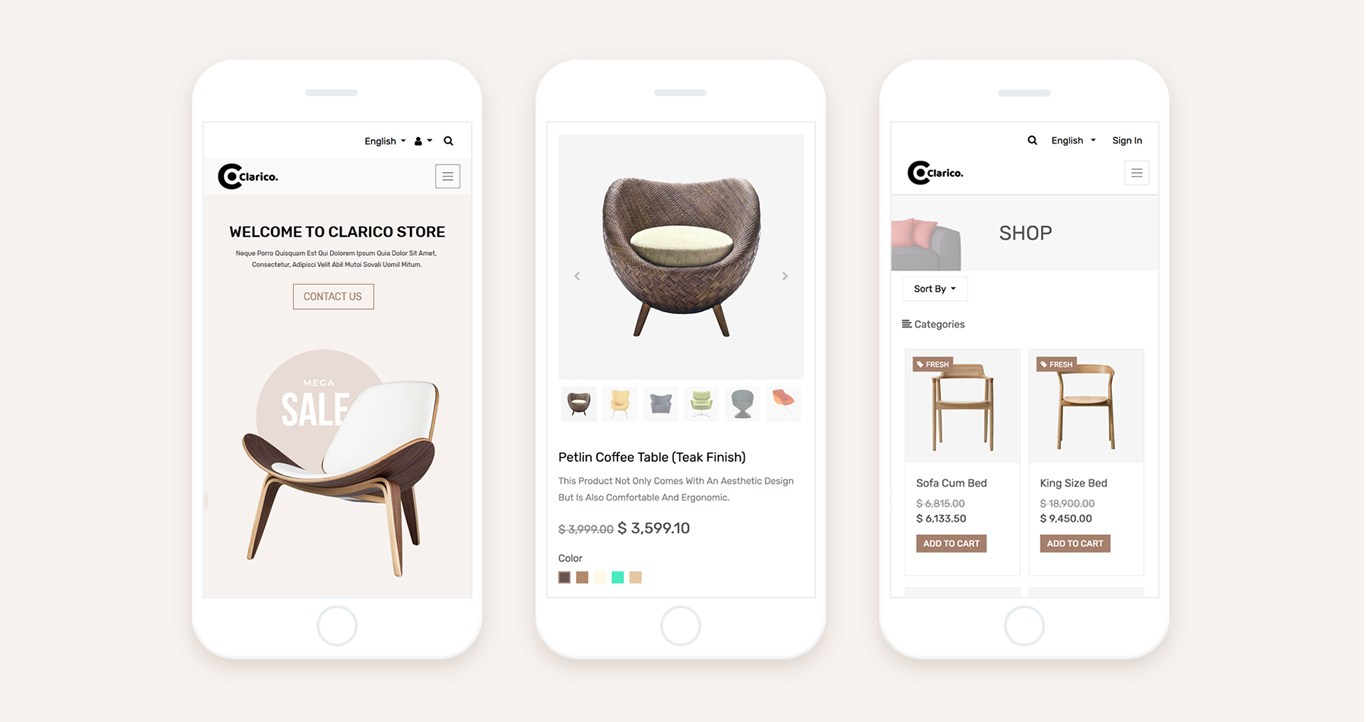 English
Clarico.
WELCOME TO CLARICO STORE
Neque Porro Quisquam Est Qui Dolorem Ipsum Quia Dolor Sit Amet,
Consectetur, Adipisci Velit Abil Mutoi Sovali Uomil Mitum.
CONTACT US
MEGA
SALE
Petlin Coffee Table (Teak Finish)
This Product Not Only Comes With An Aesthetic Design
But Is Also Comfortable And Ergonomic.
$ 3,999.00 $ 3,599.10
Color
English Sign In
Clarico.
SHOP
Sort By
Categories
FRESH
Sofa Cum Bed
$ 6,815.00
$ 6,133.50
ADD TO CART
FRESH
King Size Bed
$ 18,900.00
$ 9,450.00
ADD TO CART